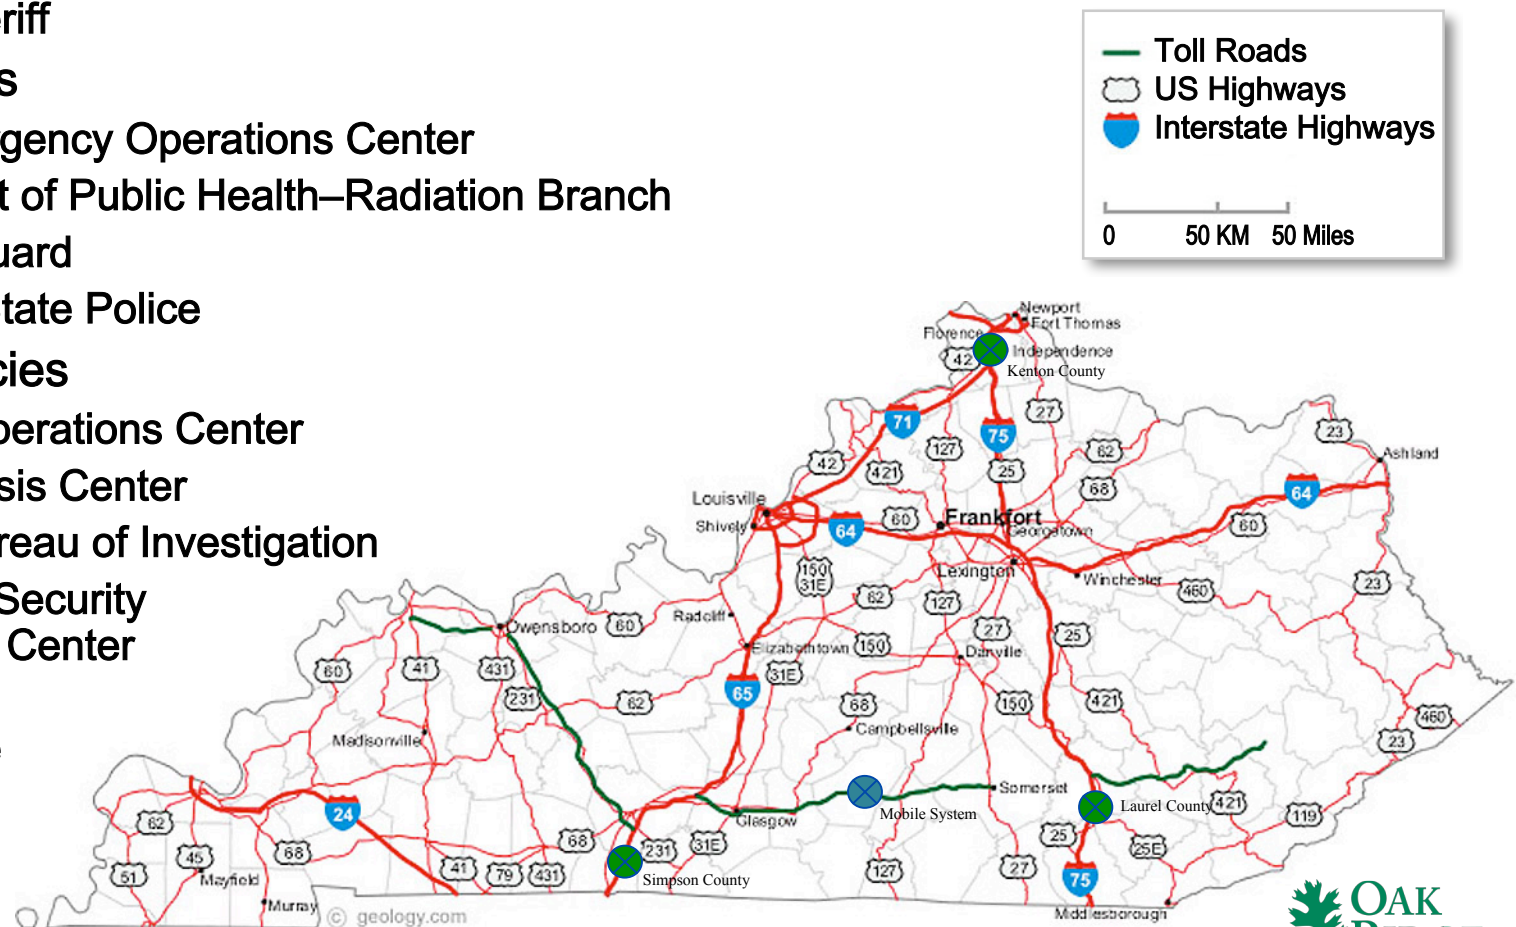 eriff
s
rgency Operations Center
t of Public Health–Radiation Branch
uard
tate Police
cies
perations Center
sis Center
reau of Investigation
Security
Center
Toll Roads
US Highways
Interstate Highways
0 50 KM 50 Miles
Newport
Fort Thomas
Florence
42
Independence
Kenton County
71
75
27
127
62
23
Ashland
42
421
25
68
64
Louisville
Shively
64
60
Frankfort
Georgetown
60
Lexington
Winchester
150
31E
62
127
460
23
Radcliff
60
Owensboro
27
25
Elizabethtown
150
Danville
60
41
431
231
31E
65
62
68
150
421
460
23
Campbellsville
Madisonville
Somerset
24
Mobile System
Laurel County
421
119
Glasgow
62
68
45
68
231
31E
25
25E
51
Mayfield
41
79
431
Simpson County
127
27
75
Murray
© geology.com
Middlesborough
OAK